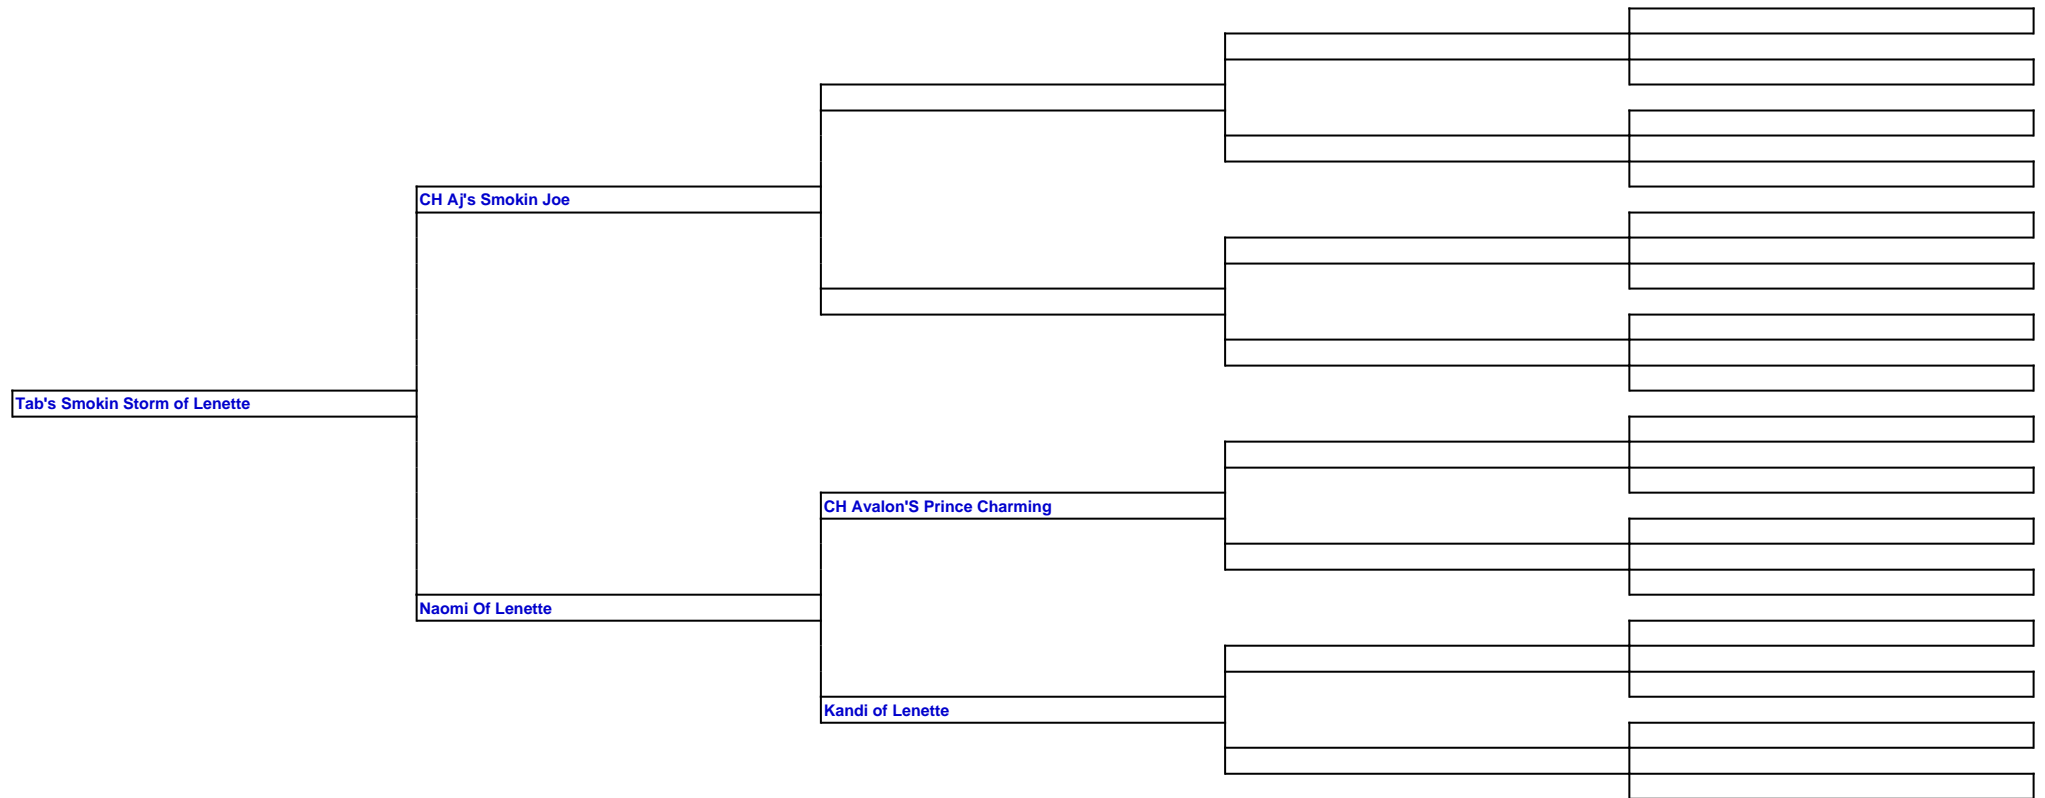 CH Aj's Smokin Joe
Tab's Smokin Storm of Lenette
CH Avalon'S Prince Charming
Naomi Of Lenette
Kandi of Lenette